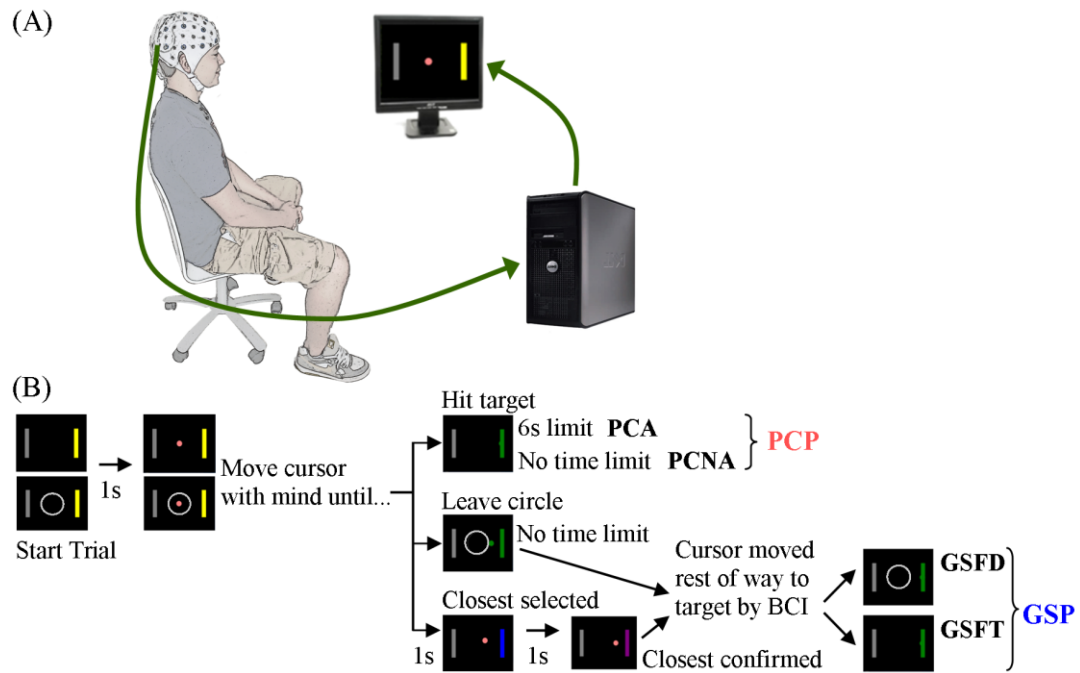 (A)
(B)
Start Trial
1s
Move cursor
with mind until...
Hit target
6s limit PCA
No time limit PCNA
PCP
Leave circle
No time limit
Closest selected
1s
1s
Closest confirmed
Cursor moved
rest of way to
target by BCI
GSFD
GSFT
GSP